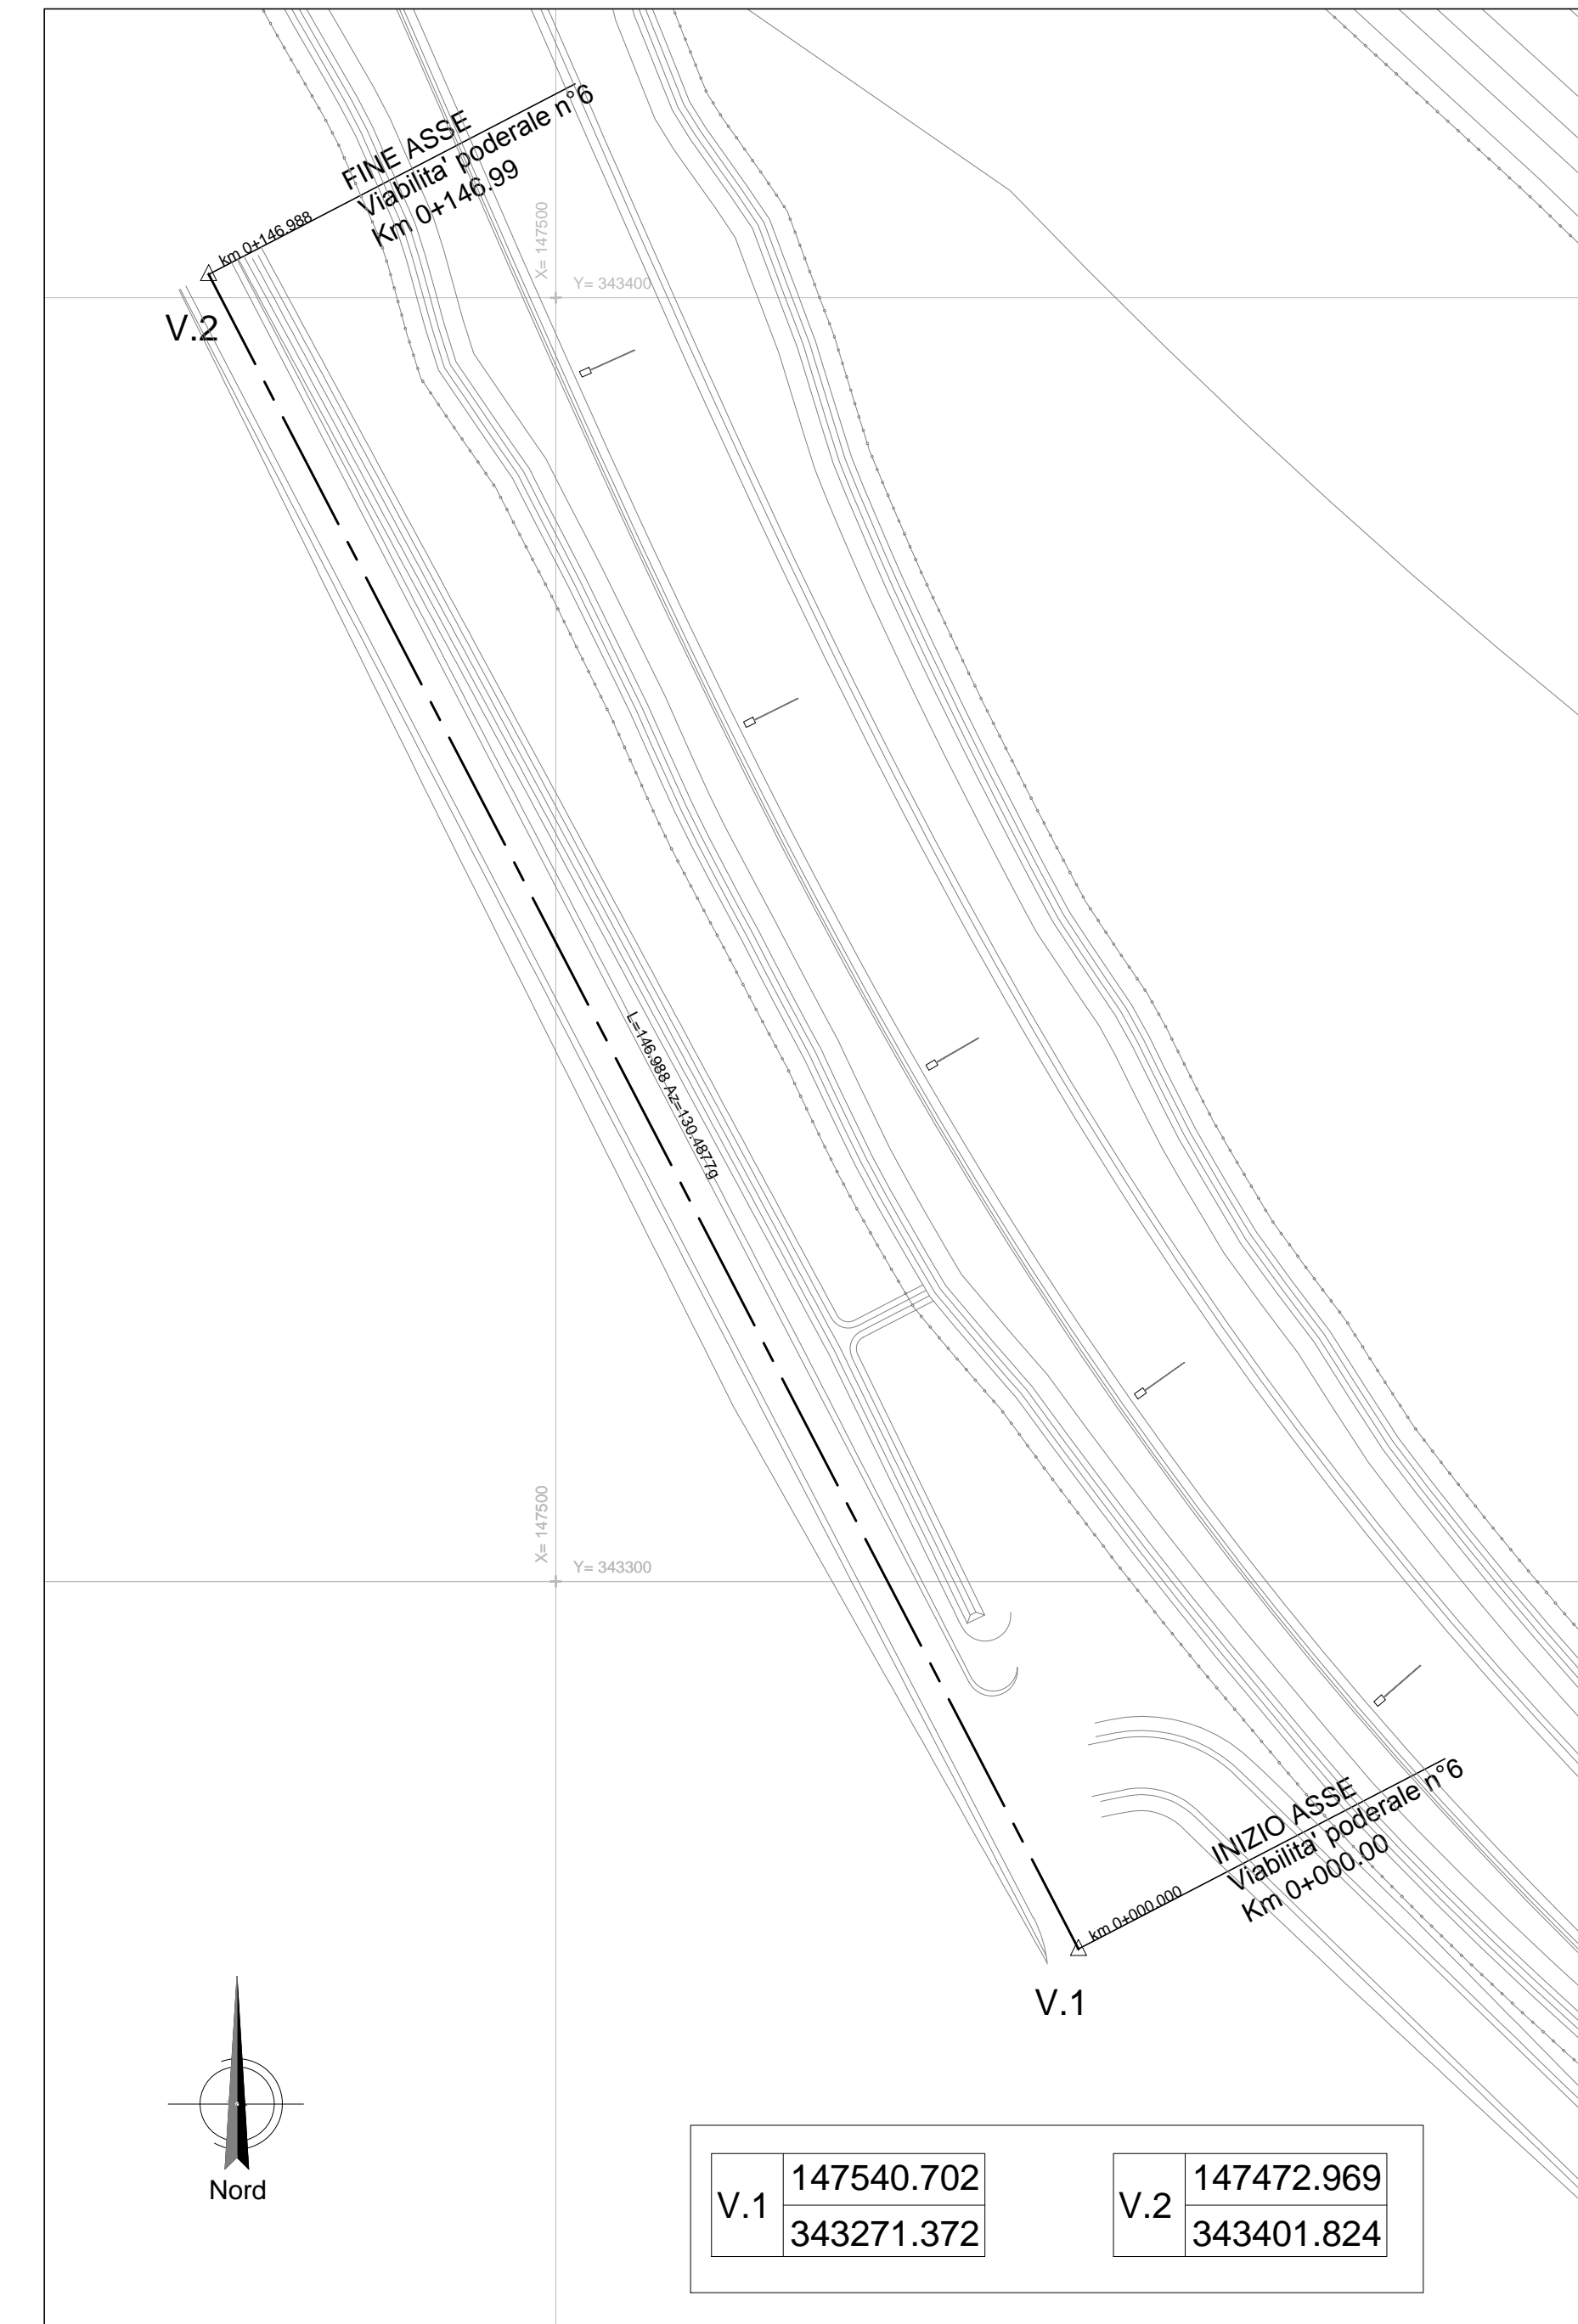 FINE ASSE
Viabilita' poderale n°6
Km 0+146.99
km 0+146.988
V.2
X= 147500
Y= 343400
L=146.988 Az=130.4877g
X= 147500
Y= 343300
INIZIO ASSE
Viabilita' poderale n°6
Km 0+000.00
km 0+000.000
V.1
Nord
V.1
147540.702
343271.372
V.2
147472.969
343401.824